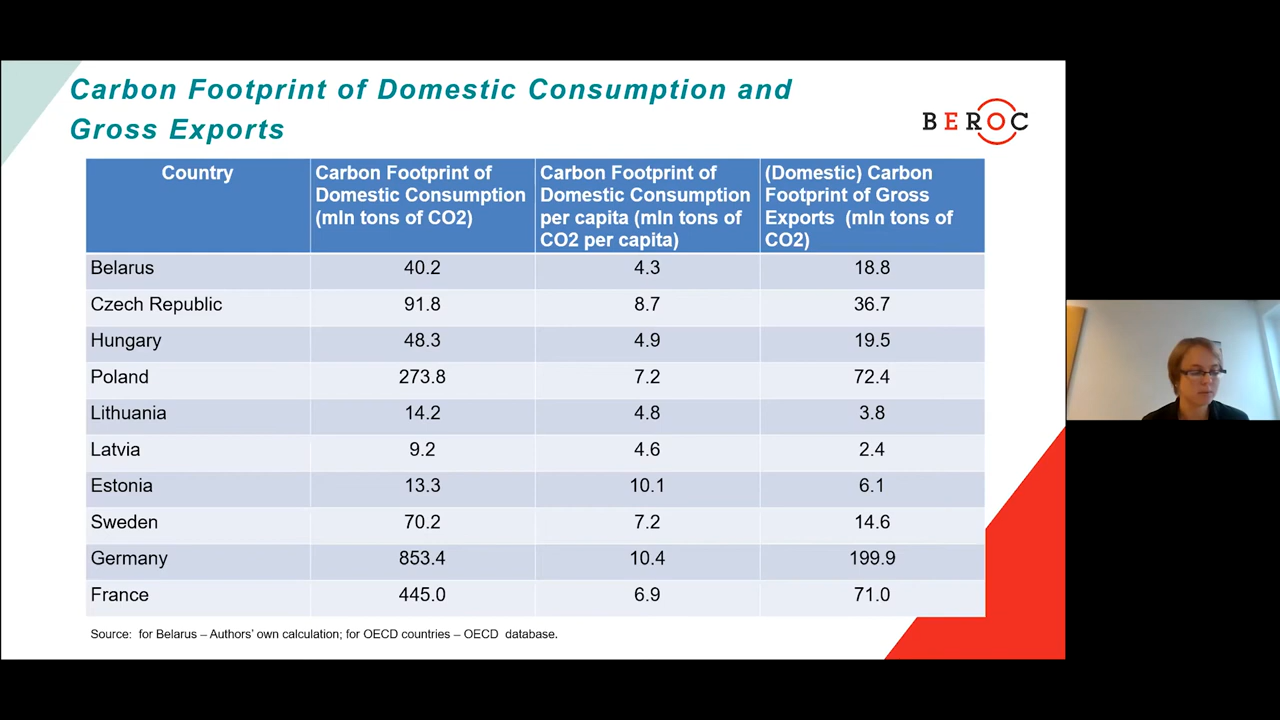 Carbon Footprint of Domestic Consumption and
Gross Exports
BEROC
Country
Carbon Footprint of
Domestic Consumption
(mln tons of CO2)
Carbon Footprint of
Domestic Consumption
per capita (mln tons of
CO2 per capita)
(Domestic) Carbon
Footprint of Gross
Exports (mln tons of
CO2)
Belarus 40.2 4.3 18.8
Czech Republic 91.8 8.7 36.7
Hungary 48.3 4.9 19.5
Poland 273.8 7.2 72.4
Lithuania 14.2 4.8 3.8
Latvia 9.2 4.6 2.4
Estonia 13.3 10.1 6.1
Sweden 70.2 7.2 14.6
Germany 853.4 10.4 199.9
France 445.0 6.9 71.0
Source: for Belarus – Authors' own calculation; for OECD countries – OECD database.